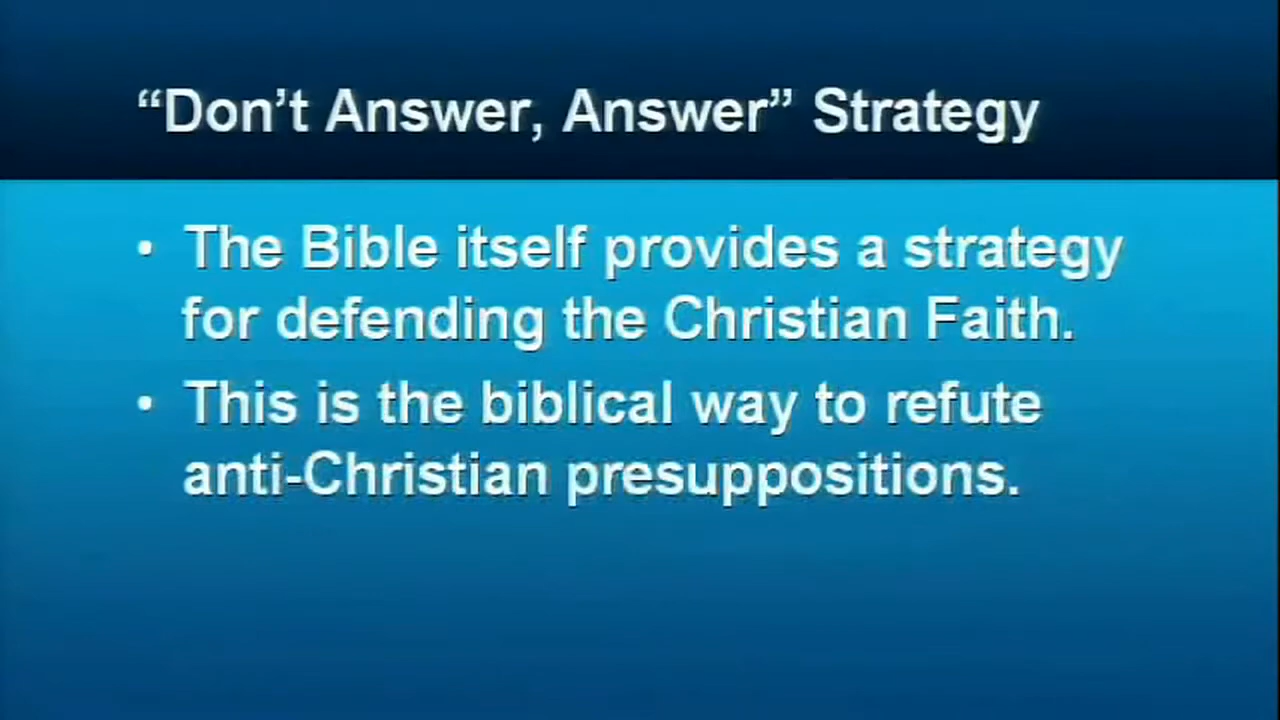 “Don’t Answer, Answer” Strategy
• The Bible itself provides a strategy
for defending the Christian Faith.
• This is the biblical way to refute
anti-Christian presuppositions.